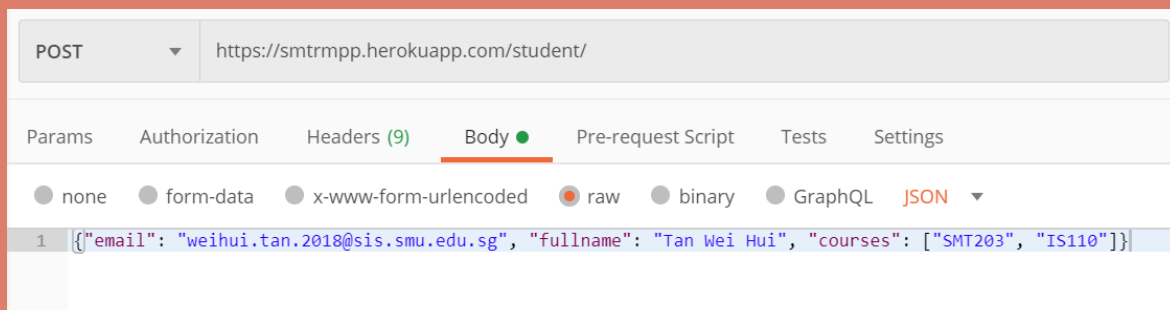 POST https://smtrmpp.herokuapp.com/student/
Params Authorization Headers (9) Body Pre-request Script Tests Settings
none form-data x-www-form-urlencoded raw binary GraphQL JSON
1 {"email": "weihui.tan.2018@sis.smu.edu.sg", "fullname": "Tan Wei Hui", "courses": ["SMT203", "IS110"]}